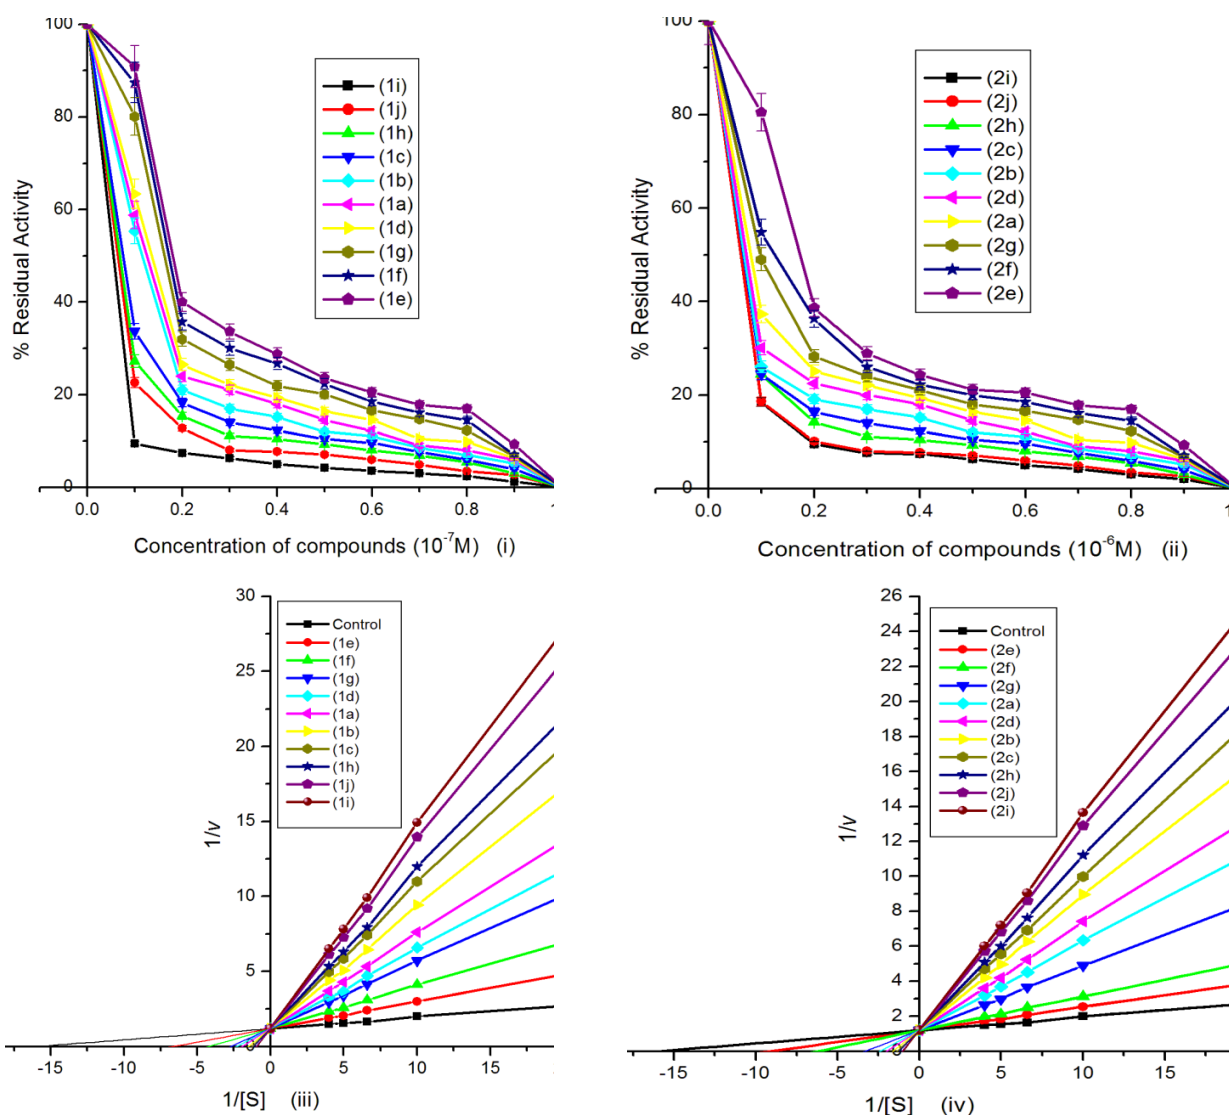 100
80
60
40
20
0
% Residual Activity
(1i)
(1j)
(1h)
(1c)
(1b)
(1a)
(1d)
(1g)
(1f)
(1e)
0.0 0.2 0.4 0.6 0.8 1
Concentration of compounds (10⁻⁷M) (i)
100
80
60
40
20
0
% Residual Activity
(2i)
(2j)
(2h)
(2c)
(2b)
(2d)
(2a)
(2g)
(2f)
(2e)
0.0 0.2 0.4 0.6 0.8 1
Concentration of compounds (10⁻⁶M) (ii)
30
25
20
15
10
5
1/v
Control
(1e)
(1f)
(1g)
(1d)
(1a)
(1b)
(1c)
(1h)
(1j)
(1i)
-15 -10 -5 0 5 10 15
1/[S] (iii)
26
24
22
20
18
16
14
12
10
8
6
4
2
1/v
Control
(2e)
(2f)
(2g)
(2a)
(2d)
(2b)
(2c)
(2h)
(2j)
(2i)
-15 -10 -5 0 5 10 15
1/[S] (iv)